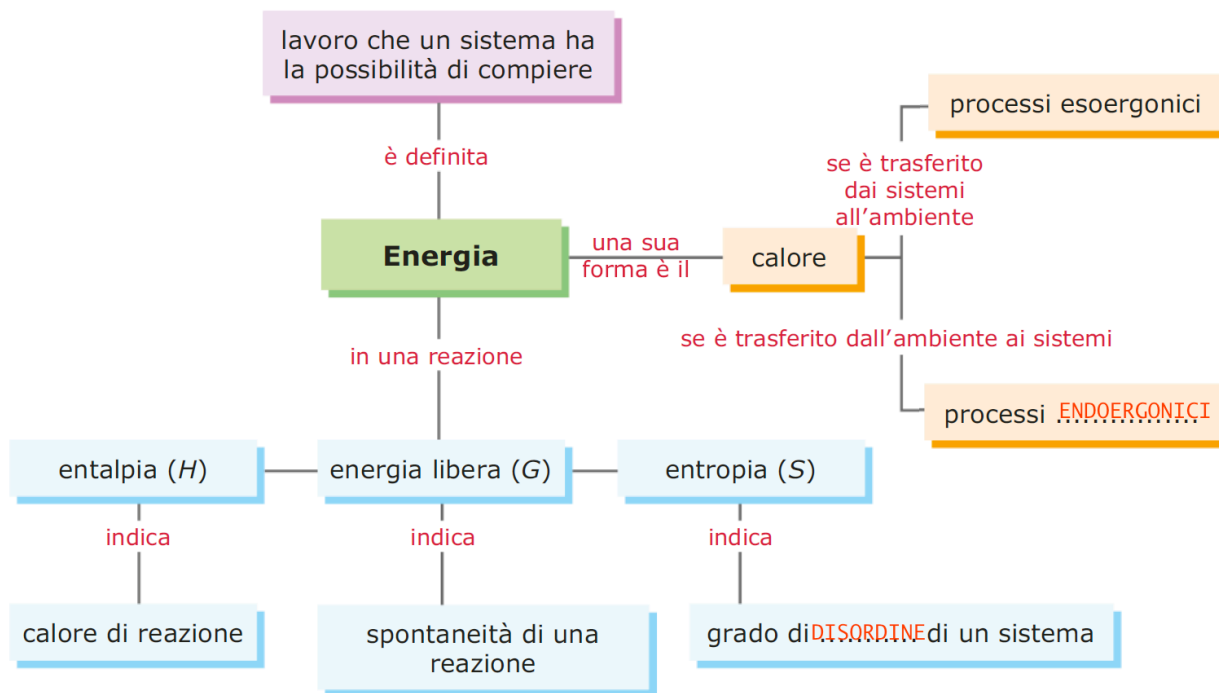 lavoro che un sistema ha
la possibilità di compiere
è definita
Energia
una sua
forma è il
calore
se è trasferito
dai sistemi
all'ambiente
processi esoergonici
se è trasferito dall'ambiente ai sistemi
processi ENDOERGONICI
in una reazione
entalpia (H)
energia libera (G)
entropia (S)
indica
indica
indica
calore di reazione
spontaneità di una
reazione
grado di DISORDINE di un sistema